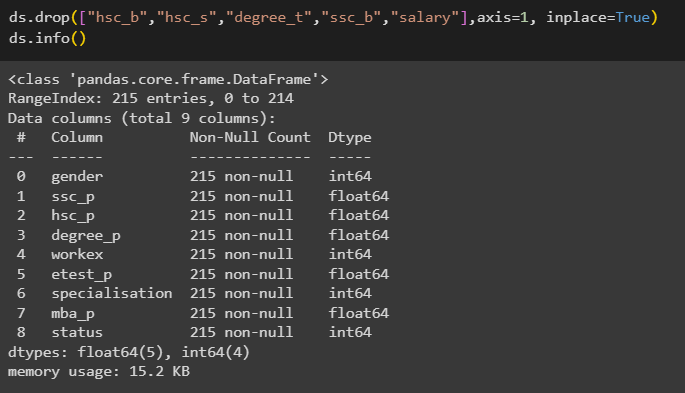 ds.drop(["hsc_b","hsc_s","degree_t","ssc_b","salary"],axis=1, inplace=True)
ds.info()
<class 'pandas.core.frame.DataFrame'>
RangeIndex: 215 entries, 0 to 214
Data columns (total 9 columns):
 #   Column          Non-Null Count  Dtype
---  ------          --------------  -----
 0   gender          215 non-null    int64
 1   ssc_p           215 non-null    float64
 2   hsc_p           215 non-null    float64
 3   degree_p        215 non-null    float64
 4   workex          215 non-null    int64
 5   etest_p         215 non-null    float64
 6   specialisation  215 non-null    int64
 7   mba_p           215 non-null    float64
 8   status          215 non-null    int64
dtypes: float64(5), int64(4)
memory usage: 15.2 KB